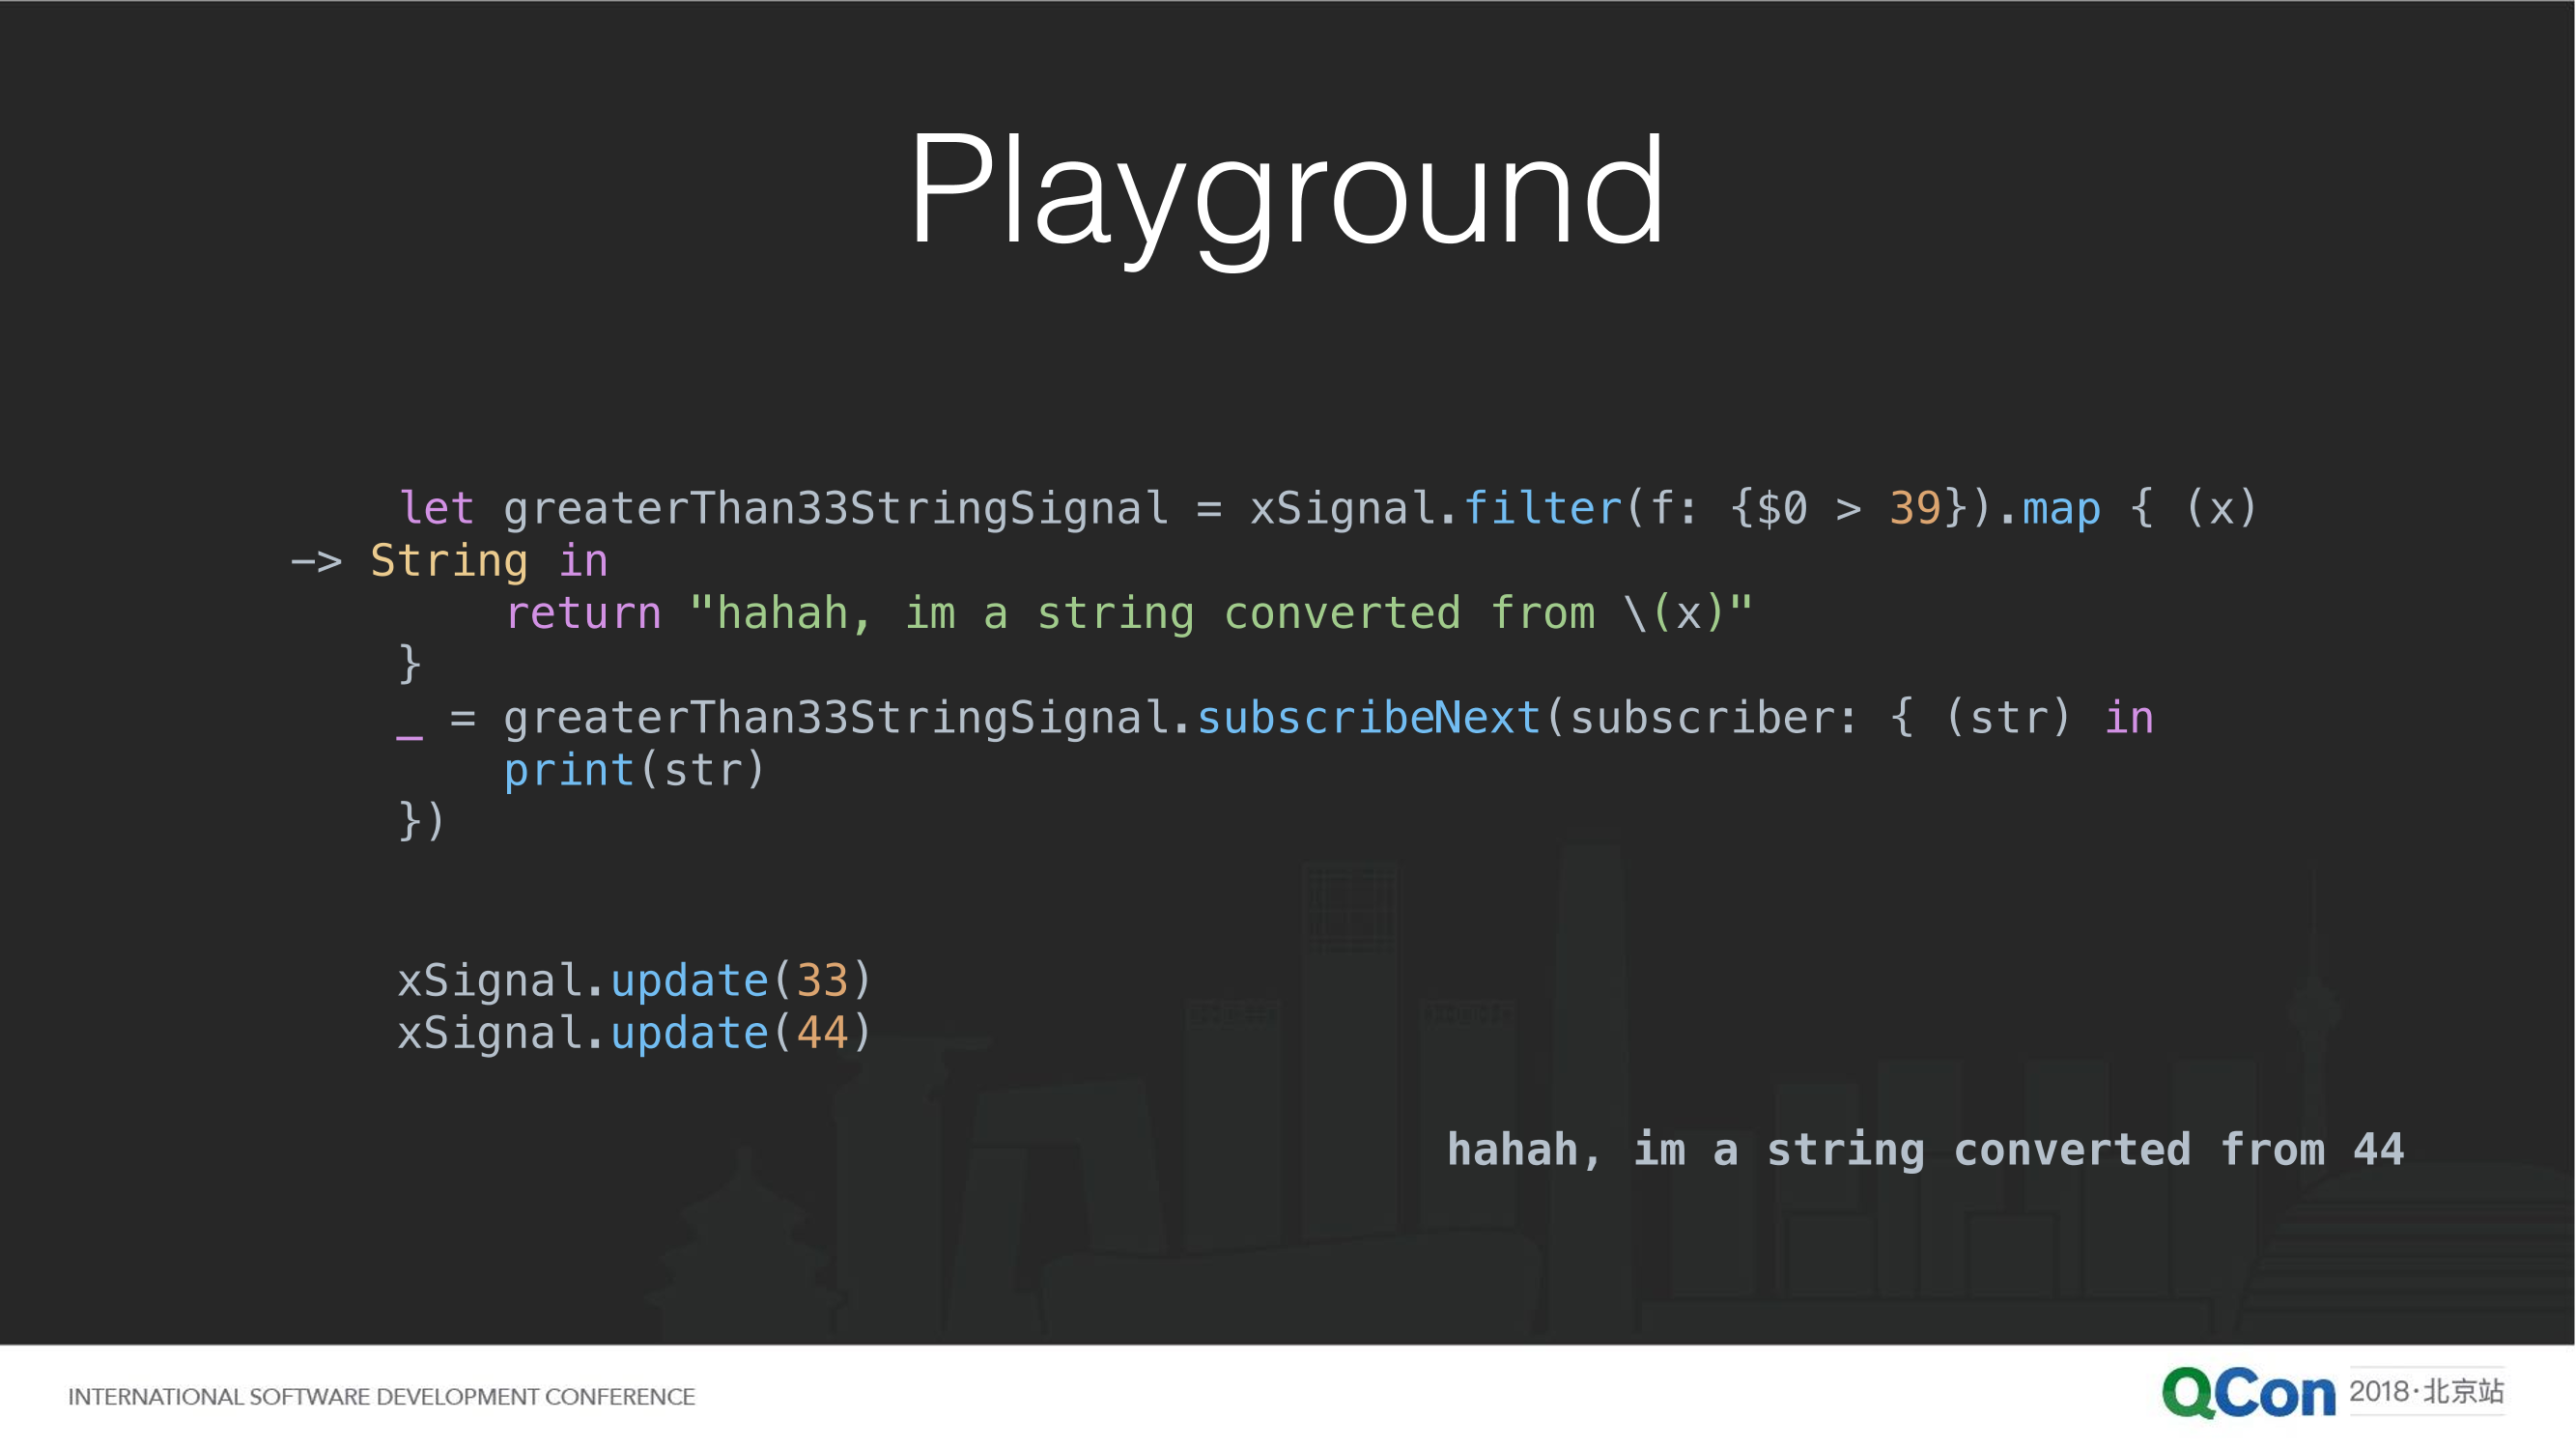 Playground
let greaterThan33StringSignal = xSignal.filter(f: {$0 > 39}).map { (x)
-> String in
return "hahah, im a string converted from \(x)"
}
_ = greaterThan33StringSignal.subscribeNext(subscriber: { (str) in
print(str)
})
xSignal.update(33)
xSignal.update(44)
hahah, im a string converted from 44
INTERNATIONAL SOFTWARE DEVELOPMENT CONFERENCE
QCon 2018·北京站